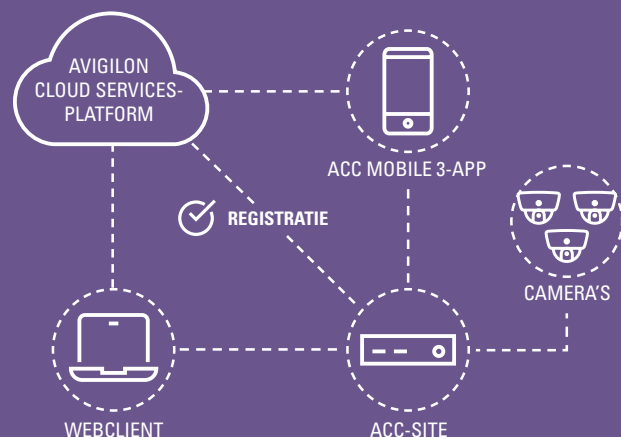 AVIGILON
CLOUD SERVICES-
PLATFORM
ACC MOBILE 3-APP
REGISTRATIE
CAMERA'S
WEBCLIENT
ACC-SITE